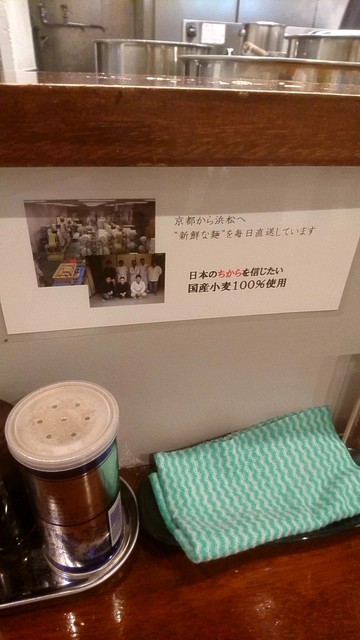 京都から浜松へ
"新鮮な麺"を毎日直送しています
日本のちからを信じたい
国産小麦100%使用